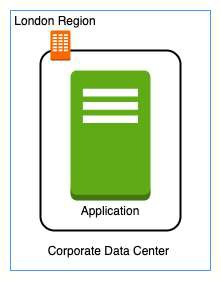 London Region
Application
Corporate Data Center